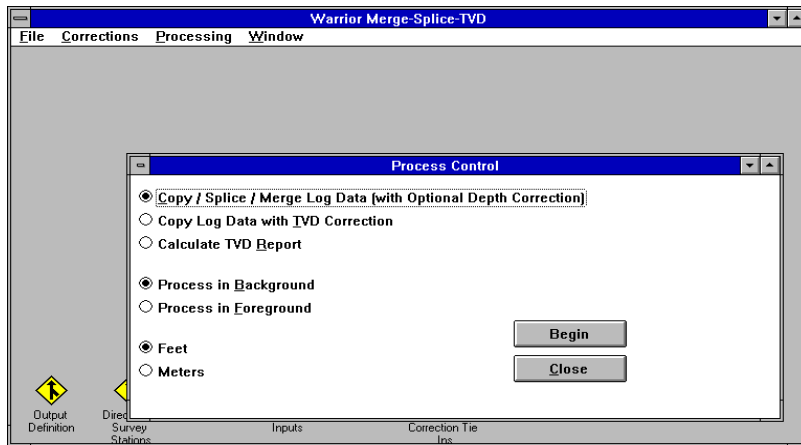 Warrior Merge-Splice-TVD
File Corrections Processing Window
Process Control
Copy / Splice / Merge Log Data (with Optional Depth Correction)
Copy Log Data with TVD Correction
Calculate TVD Report
Process in Background
Process in Foreground
Feet
Meters
Begin
Close
Output
Definition
Direc
Survey
Stations
Inputs
Correction Tie
Ins